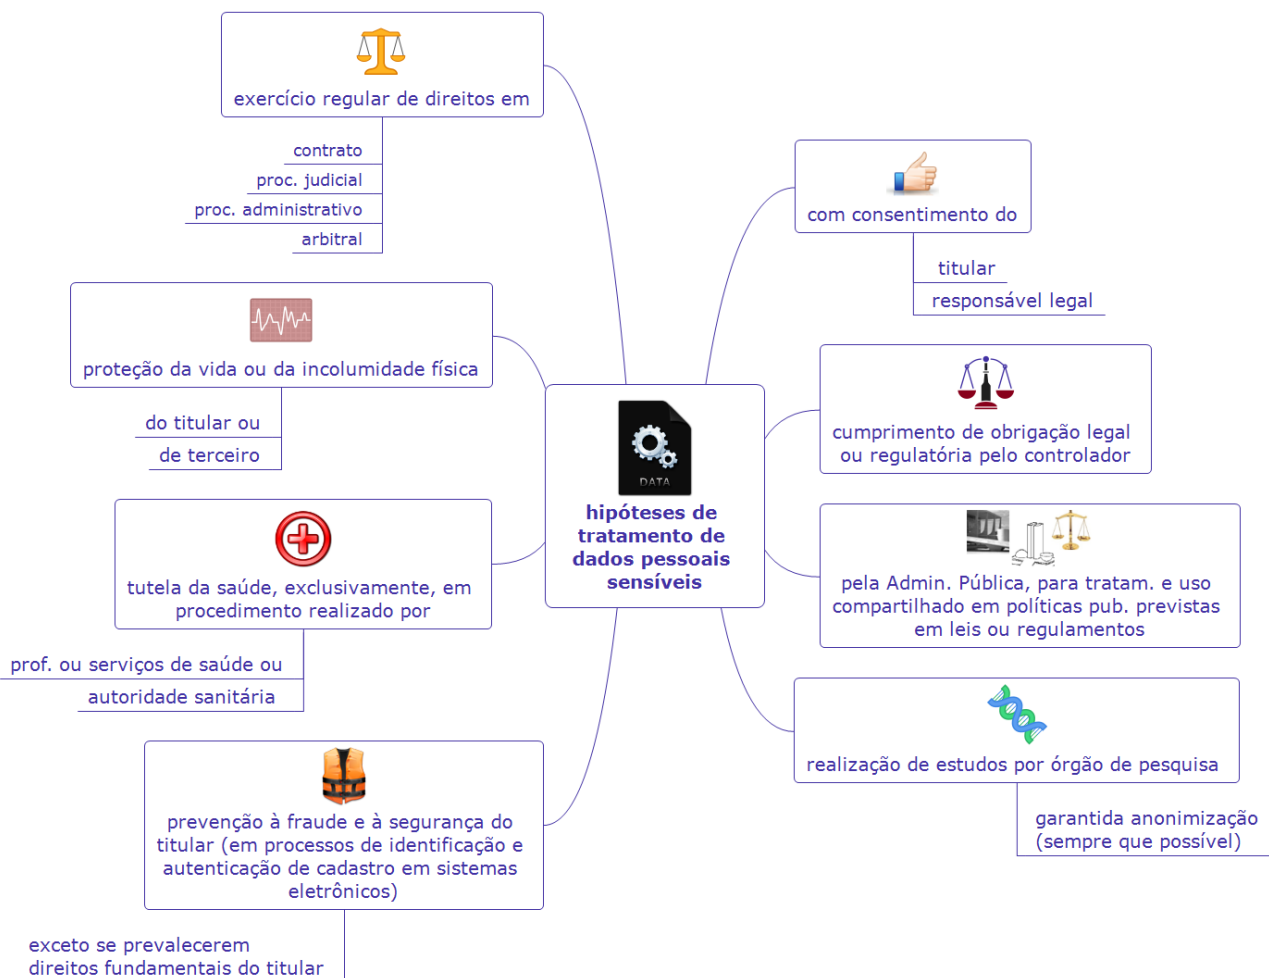 exercício regular de direitos em
contrato
proc. judicial
proc. administrativo
arbitral
com consentimento do
titular
responsável legal
proteção da vida ou da incolumidade física
do titular ou
de terceiro
cumprimento de obrigação legal
ou regulatória pelo controlador
DATA
hipóteses de
tratamento de
dados pessoais
sensíveis
tutela da saúde, exclusivamente, em
procedimento realizado por
prof. ou serviços de saúde ou
autoridade sanitária
pela Admin. Pública, para tratam. e uso
compartilhado em políticas pub. previstas
em leis ou regulamentos
realização de estudos por órgão de pesquisa
garantida anonimização
(sempre que possível)
prevenção à fraude e à segurança do
titular (em processos de identificação e
autenticação de cadastro em sistemas
eletrônicos)
exceto se prevalecerem
direitos fundamentais do titular